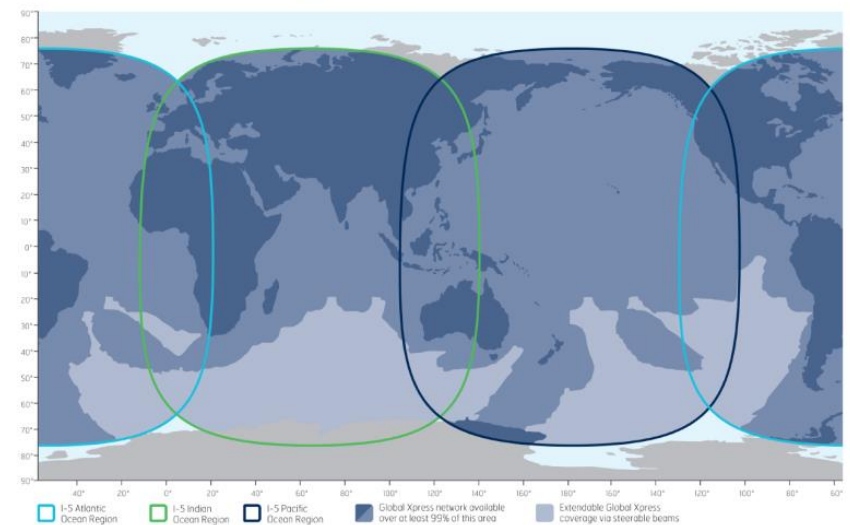 90°
80°
70°
60°
50°
40°
30°
20°
10°
0°
10°
20°
30°
40°
50°
60°
70°
80°
90°
40° 20° 0° 20° 40° 60° 80° 100° 120° 140° 160° 180° 160° 140° 120° 100° 80° 60°
I-5 Atlantic
Ocean Region
I-5 Indian
Ocean Region
I-5 Pacific
Ocean Region
Global Xpress network available
over at least 99% of this area
Extendable Global Xpress
coverage via steerable beams